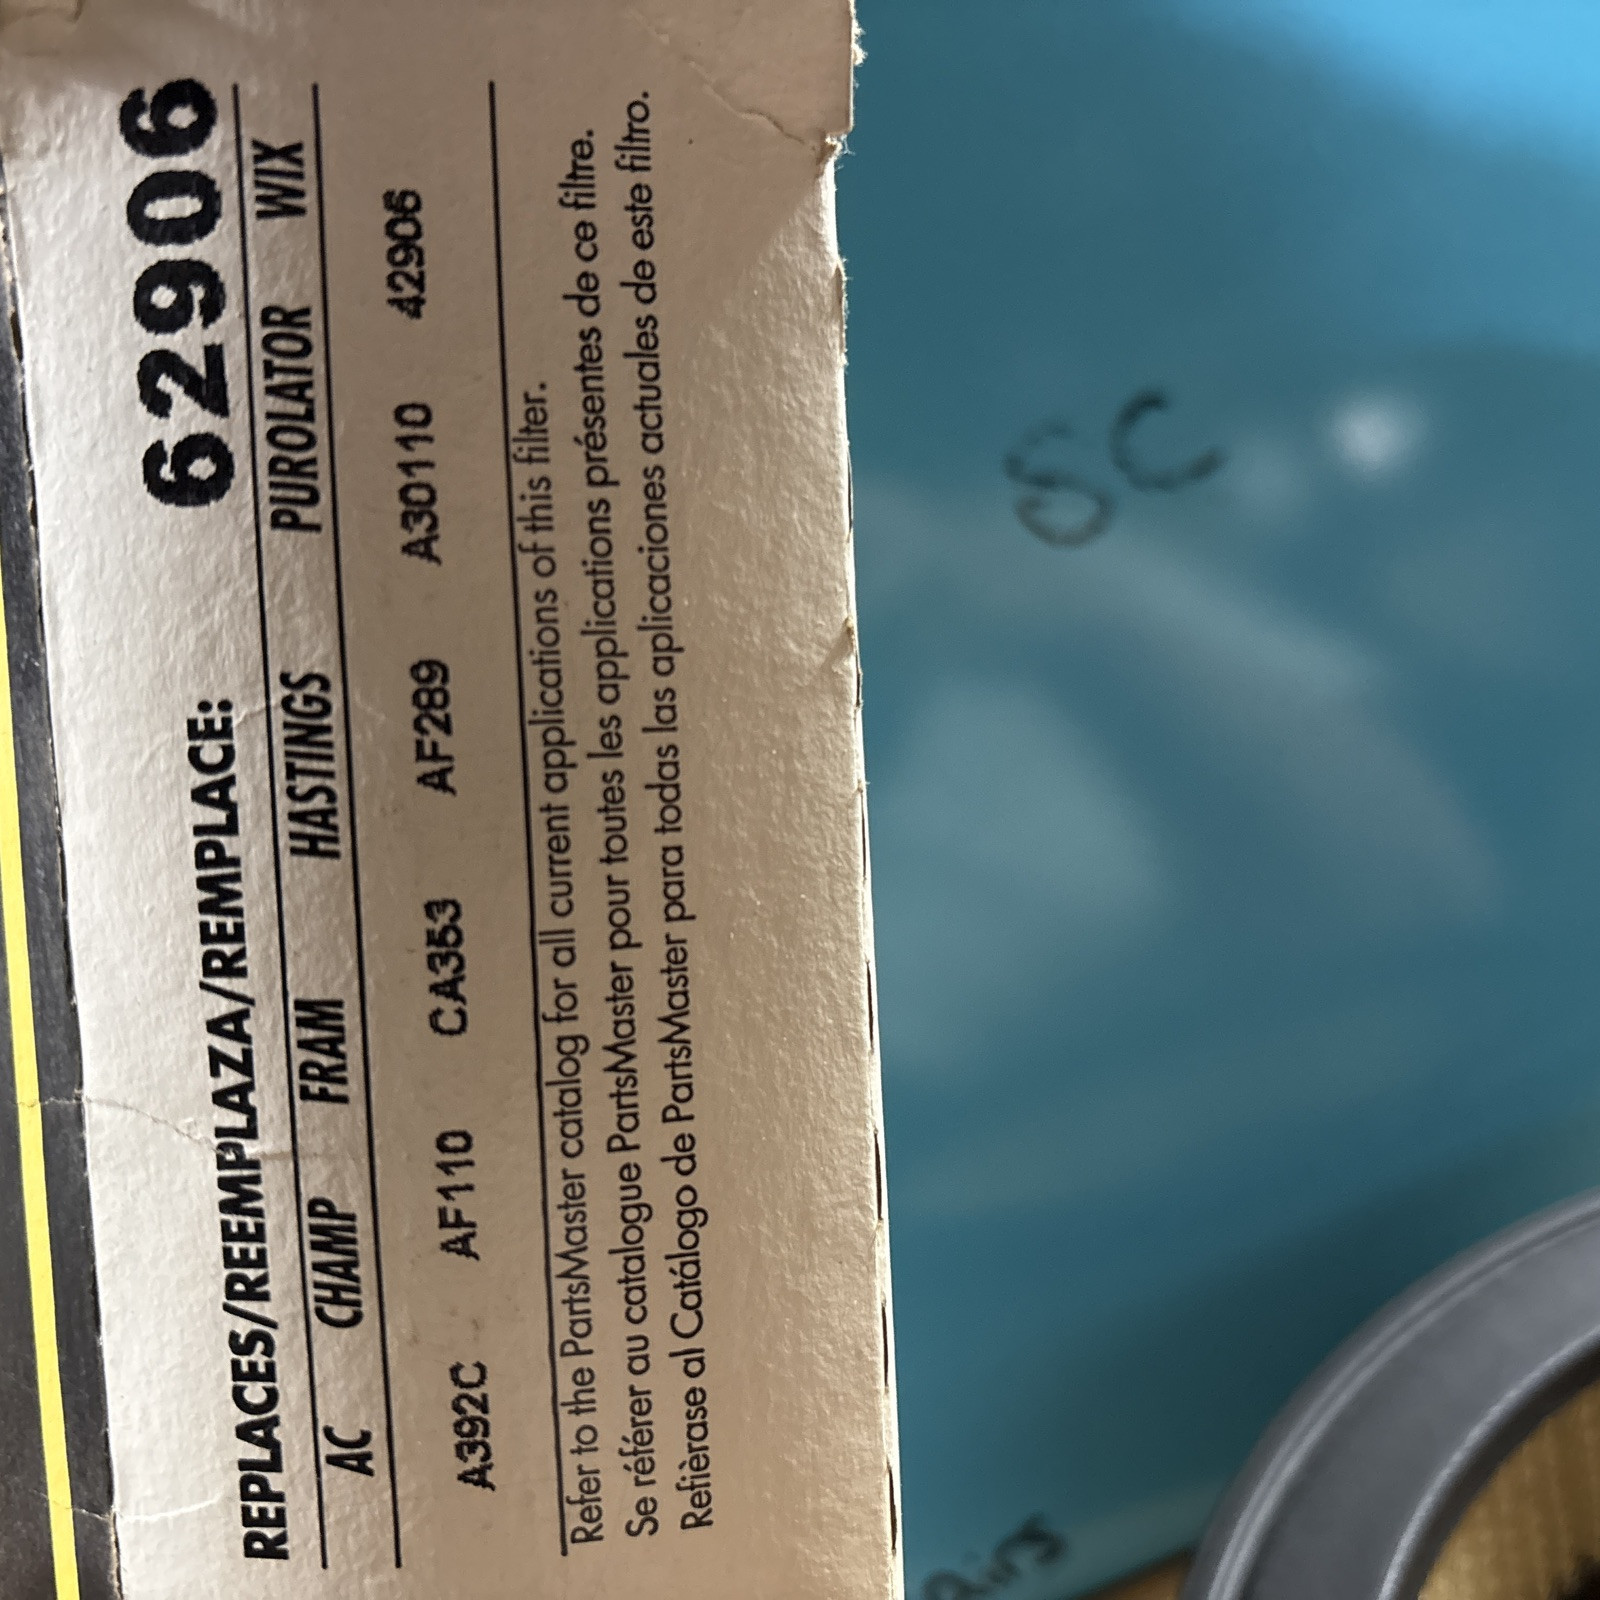 REPLACES/REEMPLAZA/REMPLACE: 62906
AC CHAMP FRAM HASTINGS PUROLATOR WIX
A392C AF110 CA353 AF289 A30110 42906
Refer to the PartsMaster catalog for all current applications of this filter.
Se référer au catalogue PartsMaster pour toutes les applications présentes de ce filtre.
Refièrase al Catálogo de PartsMaster para todas las aplicaciones actuales de este filtro.